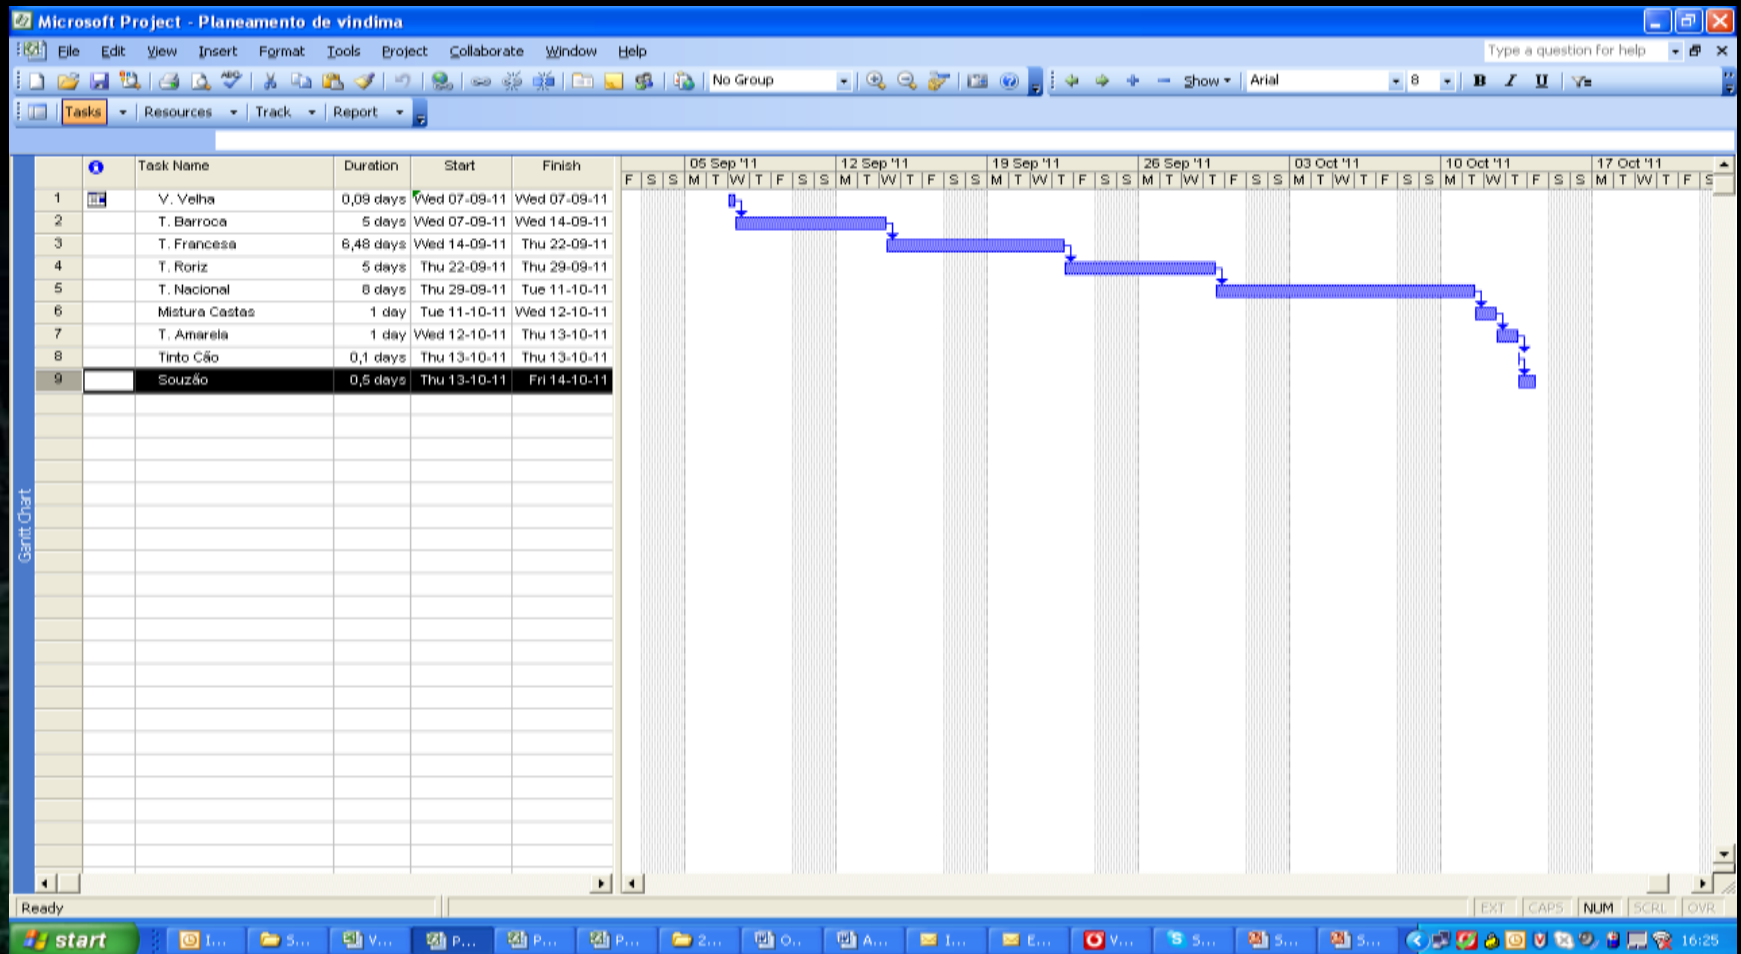 Microsoft Project - Planeamento de vindima
File Edit View Insert Format Tools Project Collaborate Window Help Type a question for help
No Group Show Arial 8 B I U
Tasks Resources Track Report
Task Name Duration Start Finish 05 Sep '11 12 Sep '11 19 Sep '11 26 Sep '11 03 Oct '11 10 Oct '11 17 Oct '11
F S S M T W T F S S M T W T F S S M T W T F S S M T W T F S S M T W T F S S M T W T F S S M T W T F S
1 V. Velha 0,09 days Wed 07-09-11 Wed 07-09-11
2 T. Barroca 5 days Wed 07-09-11 Wed 14-09-11
3 T. Francesa 6,48 days Wed 14-09-11 Thu 22-09-11
4 T. Roriz 5 days Thu 22-09-11 Thu 29-09-11
5 T. Nacional 8 days Thu 29-09-11 Tue 11-10-11
6 Mistura Castas 1 day Tue 11-10-11 Wed 12-10-11
7 T. Amarela 1 day Wed 12-10-11 Thu 13-10-11
8 Tinto Cão 0,1 days Thu 13-10-11 Thu 13-10-11
9 Souzão 0,5 days Thu 13-10-11 Fri 14-10-11
Gantt Chart
Ready EXT CAPS NUM SCRL OVR
start I... S... V... P... P... P... 2... O.. A... I... E... V... S... S... S... 16:25